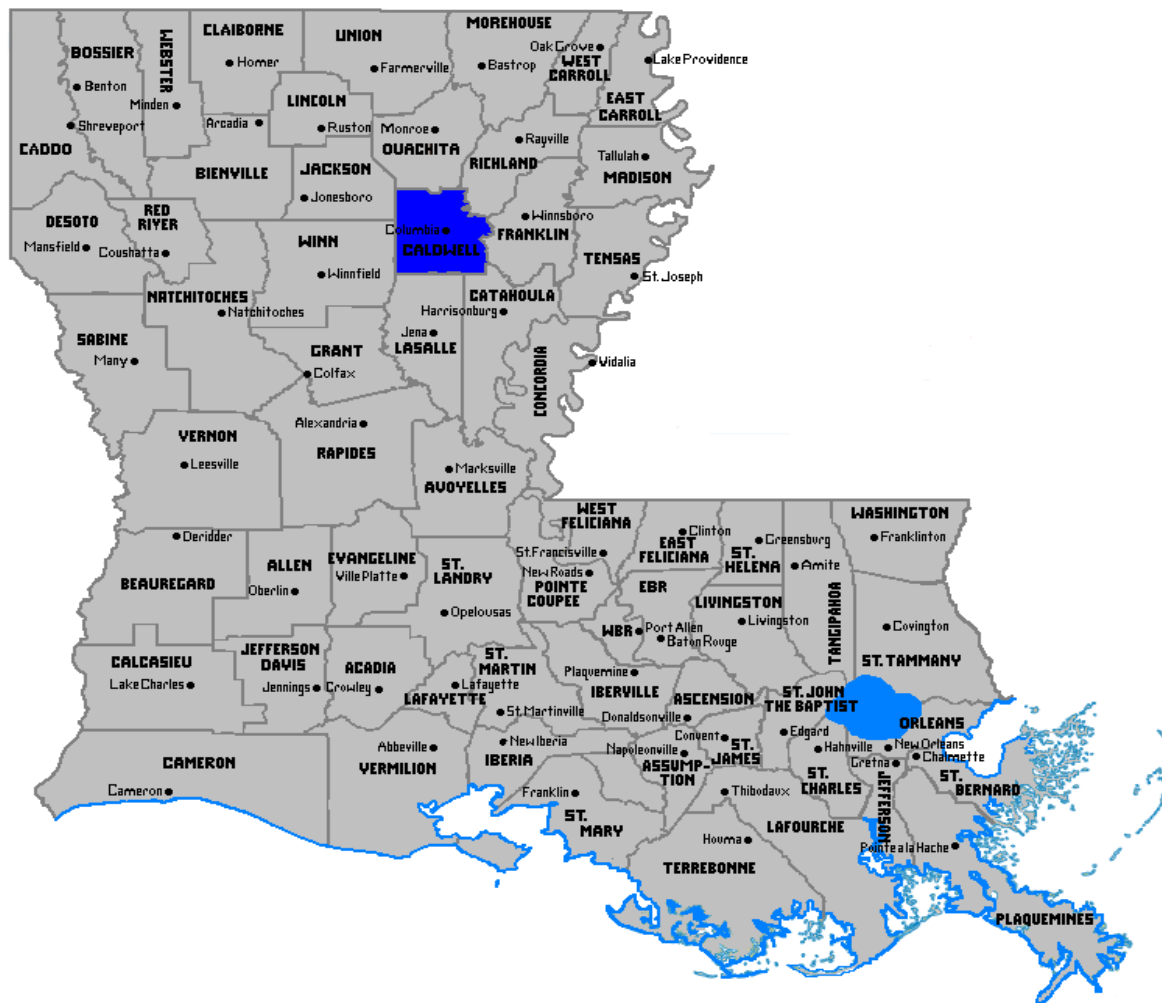 MOREHOUSE
CLAIBORNE
UNION
BOSSIER
WEBSTER
Oak Grove
WEST
CARROLL
Lake Providence
Homer
Farmerville
Bastrop
Benton
Minden
LINCOLN
EAST
CARROLL
Shreveport
Arcadia
Ruston
Monroe
Rayville
CADDO
OUACHITA
RICHLAND
Tallulah
MADISON
BIENVILLE
JACKSON
Jonesboro
RED
RIVER
DESOTO
Winnsboro
FRANKLIN
Columbia
CALDWELL
WINN
Mansfield
Coushatta
TENSAS
Winnfield
St. Joseph
NATCHITOCHES
Natchitoches
CATAHOULA
Harrisonburg
SABINE
Many
GRANT
Colfax
Jena
LASALLE
CONCORDIA
Vidalia
Alexandria
RAPIDES
VERNON
Leesville
Marksville
AVOYELLES
WEST
FELICIANA
WASHINGTON
Franklinton
Deridder
Clinton
EAST
FELICIANA
Greensburg
ST.
HELENA
St. Francisville
Amite
ALLEN
Oberlin
EVANGELINE
Ville Platte
ST.
LANDRY
New Roads
POINTE
COUPEE
BEAUREGARD
EBR
LIVINGSTON
Livingston
TANGIPAHOA
Opelousas
WBR
Port Allen
Baton Rouge
Covington
ST. TAMMANY
CALCASIEU
Lake Charles
JEFFERSON
DAVIS
Jennings
ACADIA
Crowley
ST.
MARTIN
LAFAYETTE
Lafayette
Plaquemine
IBERVILLE
ASCENSION
Donaldsonville
ST. JOHN
THE BAPTIST
St. Martinville
ORLEANS
Convent
Edgard
New Iberia
IBERIA
Abbeville
VERMILION
Napoleonville
ASSUMP-
TION
ST.
JAMES
Hahnville
New Orleans
Chalmette
Gretna
CAMERON
Cameron
ST.
CHARLES
JEFFERSON
ST.
BERNARD
Franklin
ST.
MARY
Thibodaux
LAFOURCHE
Houma
TERREBONNE
Pointe a la Hache
PLAQUEMINES